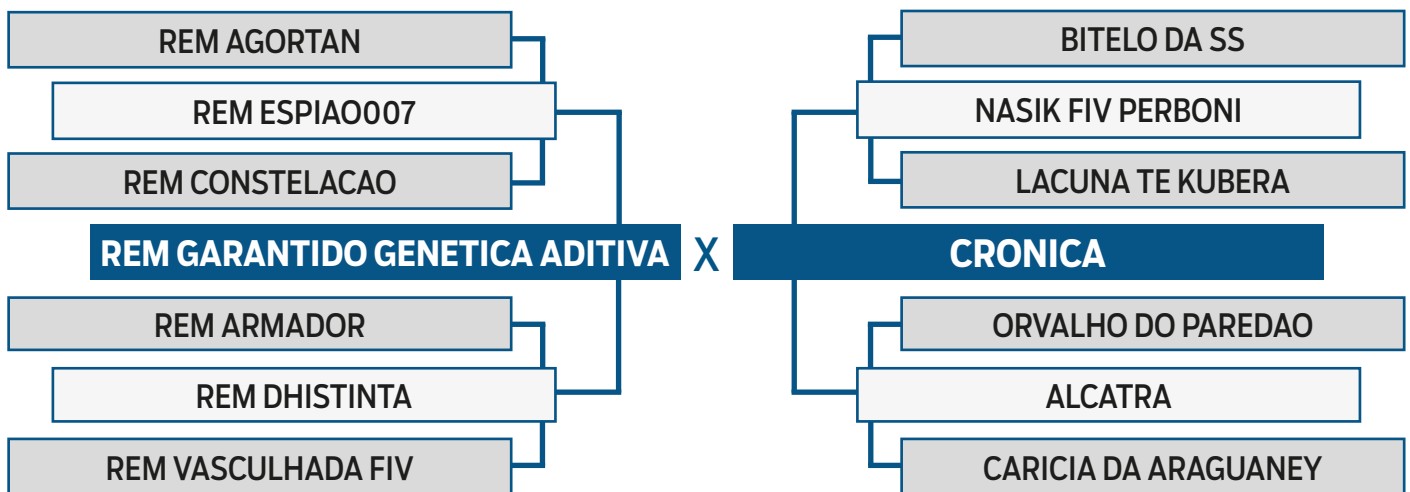 REM AGORTAN
REM ESPIAO007
REM CONSTELACAO
REM GARANTIDO GENETICA ADITIVA
REM ARMADOR
REM DHISTINTA
REM VASCULHADA FIV
X
BITELO DA SS
NASIK FIV PERBONI
LACUNA TE KUBERA
CRONICA
ORVALHO DO PAREDAO
ALCATRA
CARICIA DA ARAGUANEY